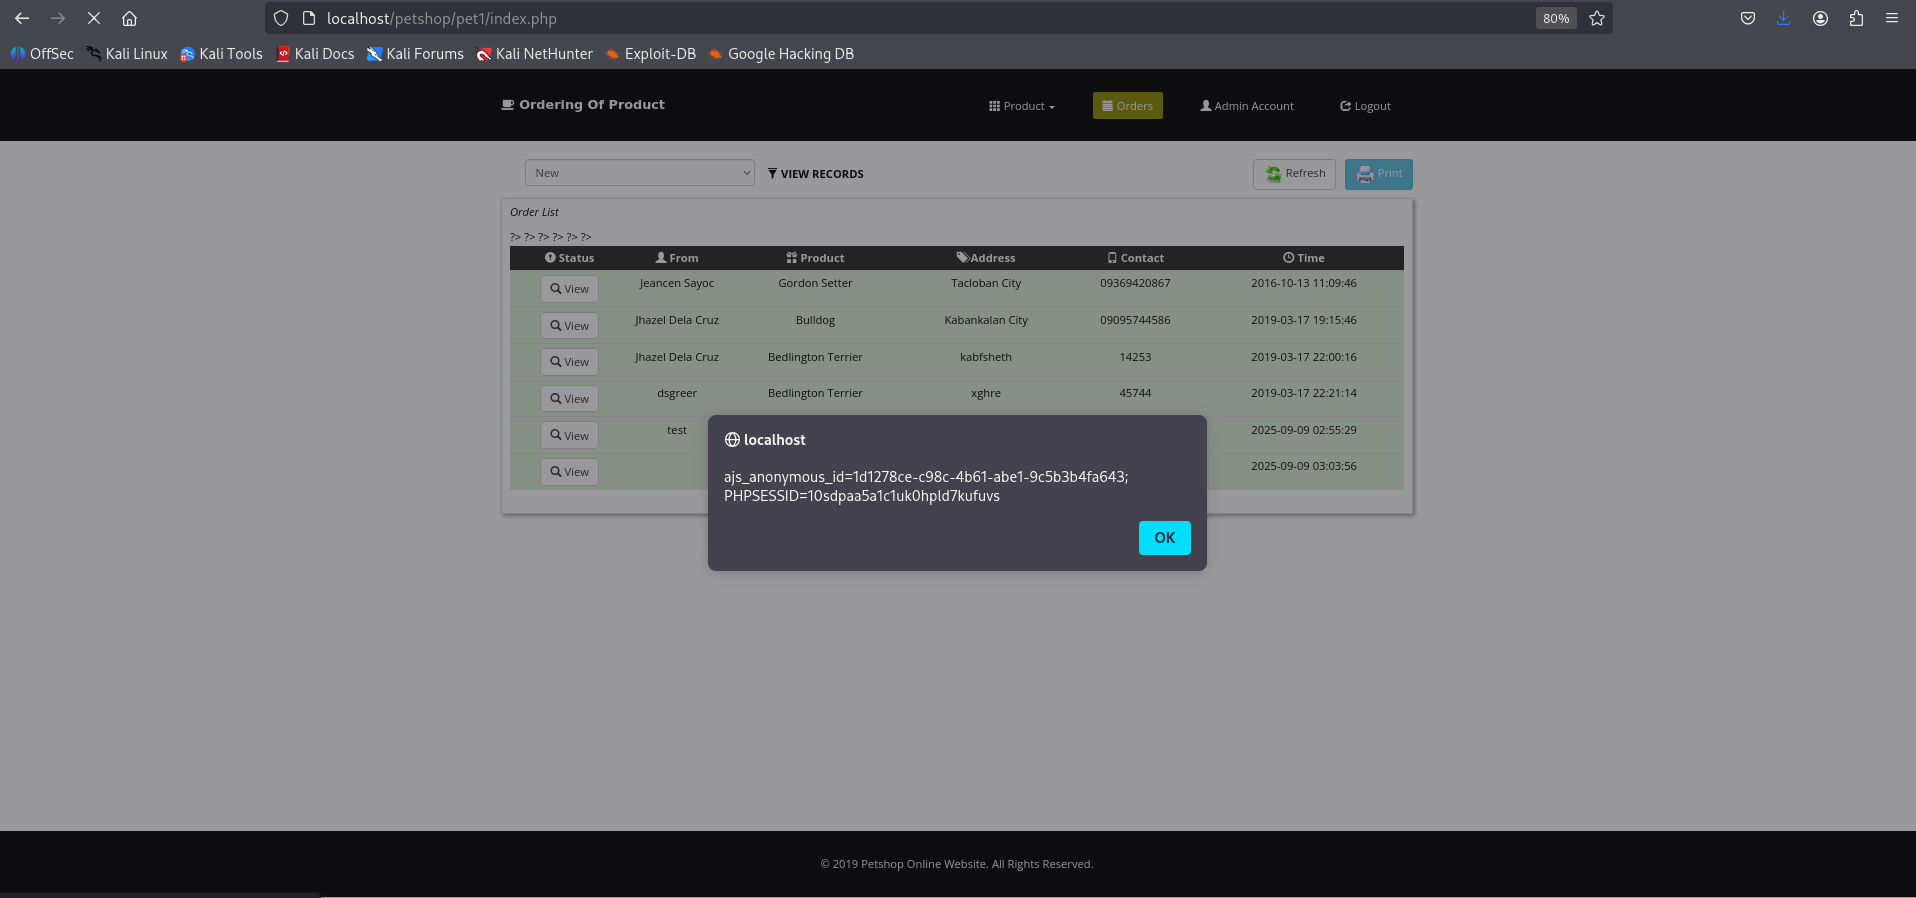 localhost/petshop/pet1/index.php 80%
OffSec Kali Linux Kali Tools Kali Docs Kali Forums Kali NetHunter Exploit-DB Google Hacking DB
Ordering Of Product Product Orders Admin Account Logout
New VIEW RECORDS Refresh Print
Order List
?> ?> ?> ?> ?> ?>
Status From Product Address Contact Time
View Jeancen Sayoc Gordon Setter Tacloban City 09369420867 2016-10-13 11:09:46
View Jhazel Dela Cruz Bulldog Kabankalan City 09095744586 2019-03-17 19:15:46
View Jhazel Dela Cruz Bedlington Terrier kabfsheth 14253 2019-03-17 22:00:16
View dsgreer Bedlington Terrier xghre 45744 2019-03-17 22:21:14
View test 2025-09-09 02:55:29
View 2025-09-09 03:03:56
localhost
ajs_anonymous_id=1d1278ce-c98c-4b61-abe1-9c5b3b4fa643;
PHPSESSID=10sdpaa5a1c1uk0hpld7kufuvs
OK
© 2019 Petshop Online Website. All Rights Reserved.